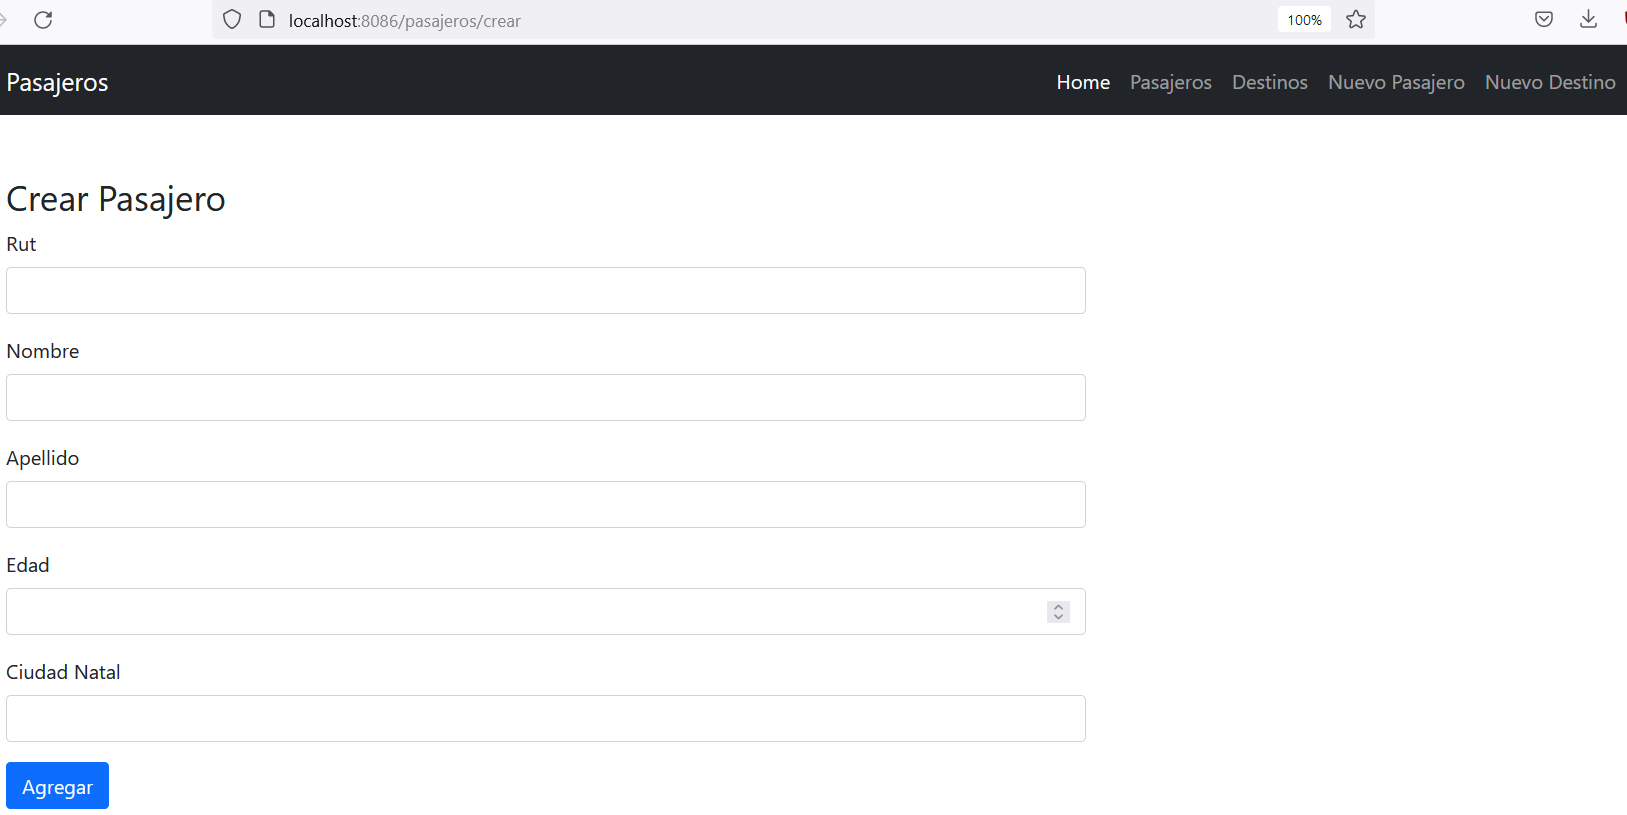 localhost:8086/pasajeros/crear 100%
Pasajeros Home Pasajeros Destinos Nuevo Pasajero Nuevo Destino
Crear Pasajero
Rut
Nombre
Apellido
Edad
Ciudad Natal
Agregar